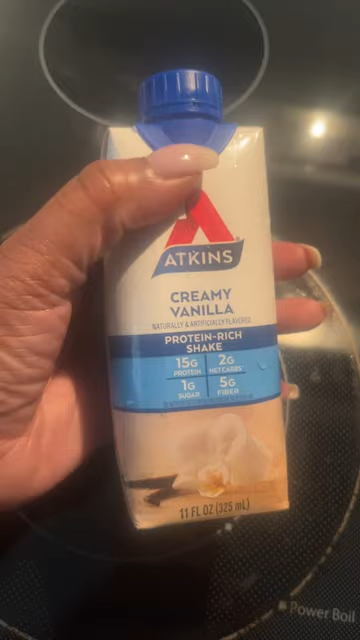 ATKINS
CREAMY
VANILLA
NATURALLY & ARTIFICIALLY FLAVORED
PROTEIN-RICH
SHAKE
15G PROTEIN
2G NET CARBS
1G SUGAR
5G FIBER
11 FL OZ (325 mL)
Power Boil